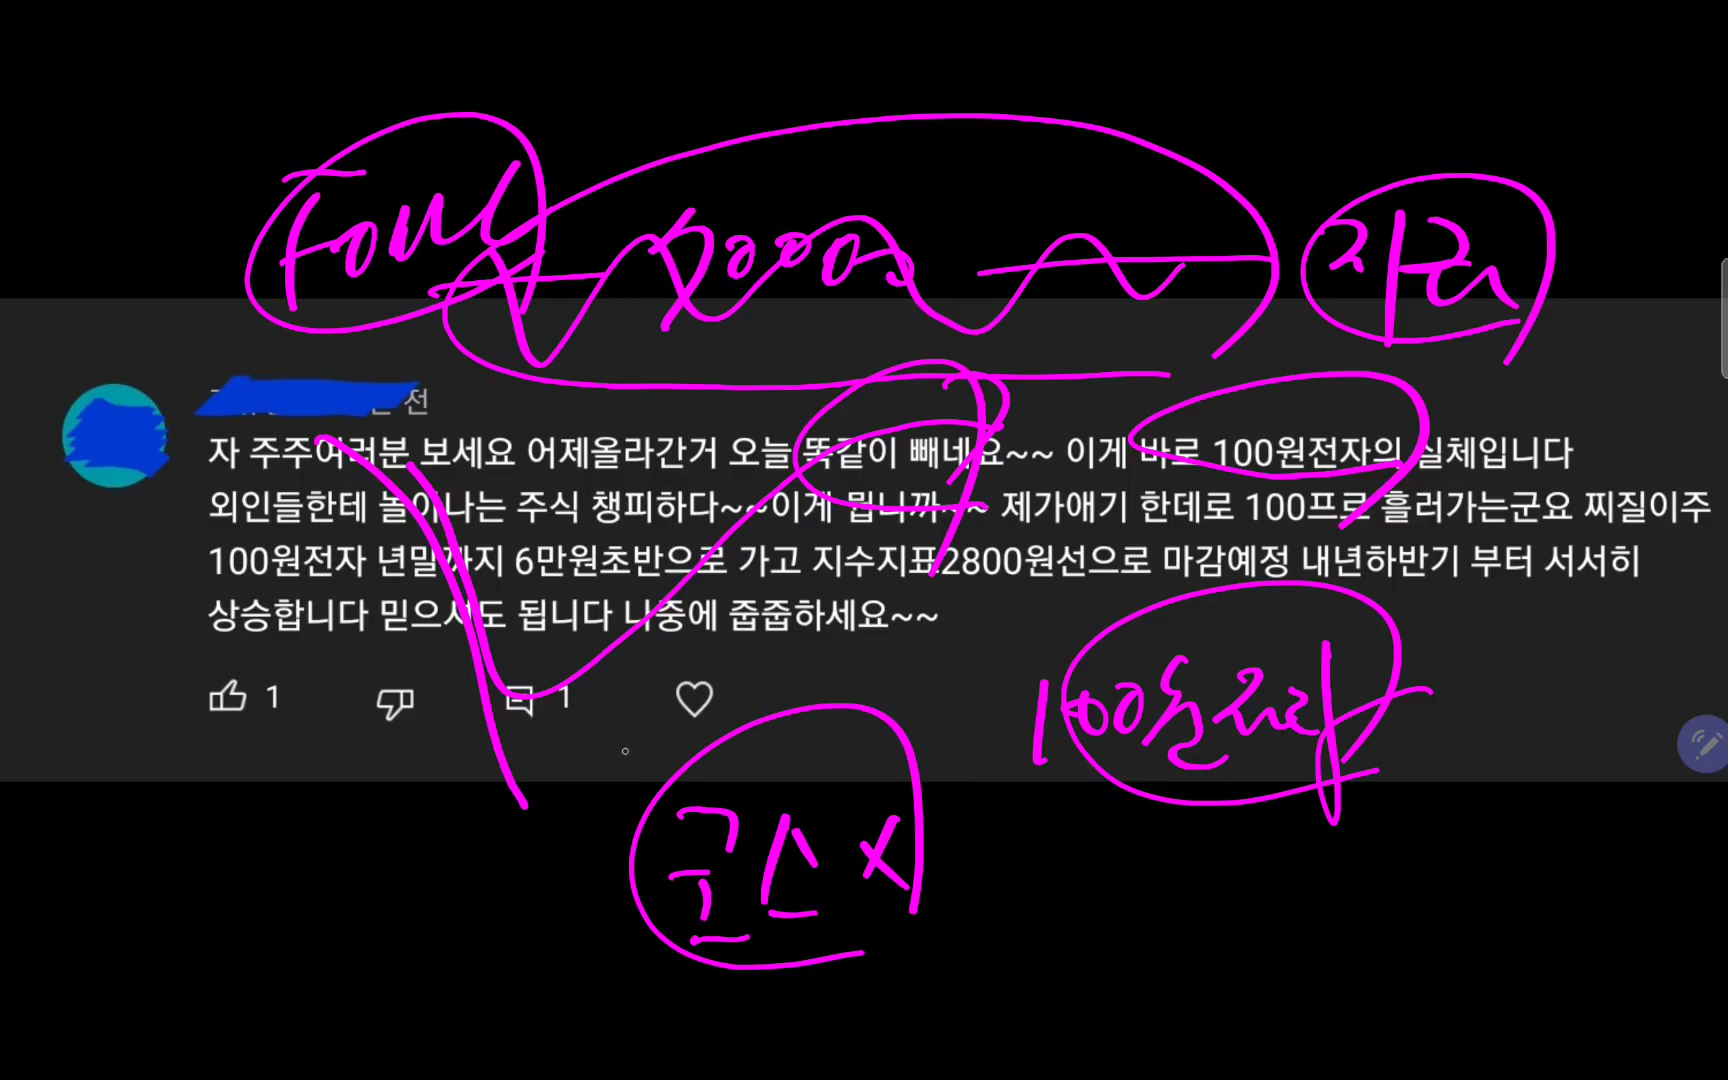 지금
전
자 주주여러분 보세요 어제올라간거 오늘 똑같이 빼네요~~ 이게 바로 100원전자의 실체입니다
외인들한테 놀아나는 주식 챙피하다~~이게 뭡니까~~ 제가애기 한데로 100프로 흘러가는군요 찌질이주
100원전자 년말까지 6만원초반으로 가고 지수지표2800원선으로 마감예정 내년하반기 부터 서서히
상승합니다 믿으셔도 됩니다 나중에 줍줍하세요~~
1 1
100원전자